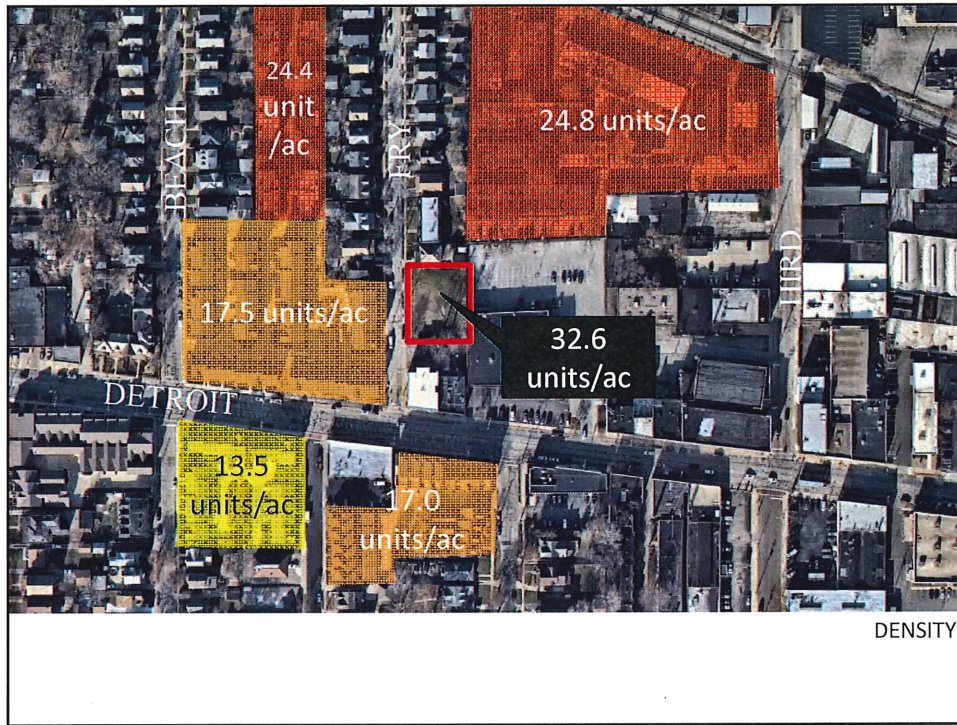 24.4
unit
/ac
24.8 units/ac
BEACH
FRY
THIRD
17.5 units/ac
32.6
units/ac
DETROIT
13.5
units/ac
17.0
units/ac
DENSITY